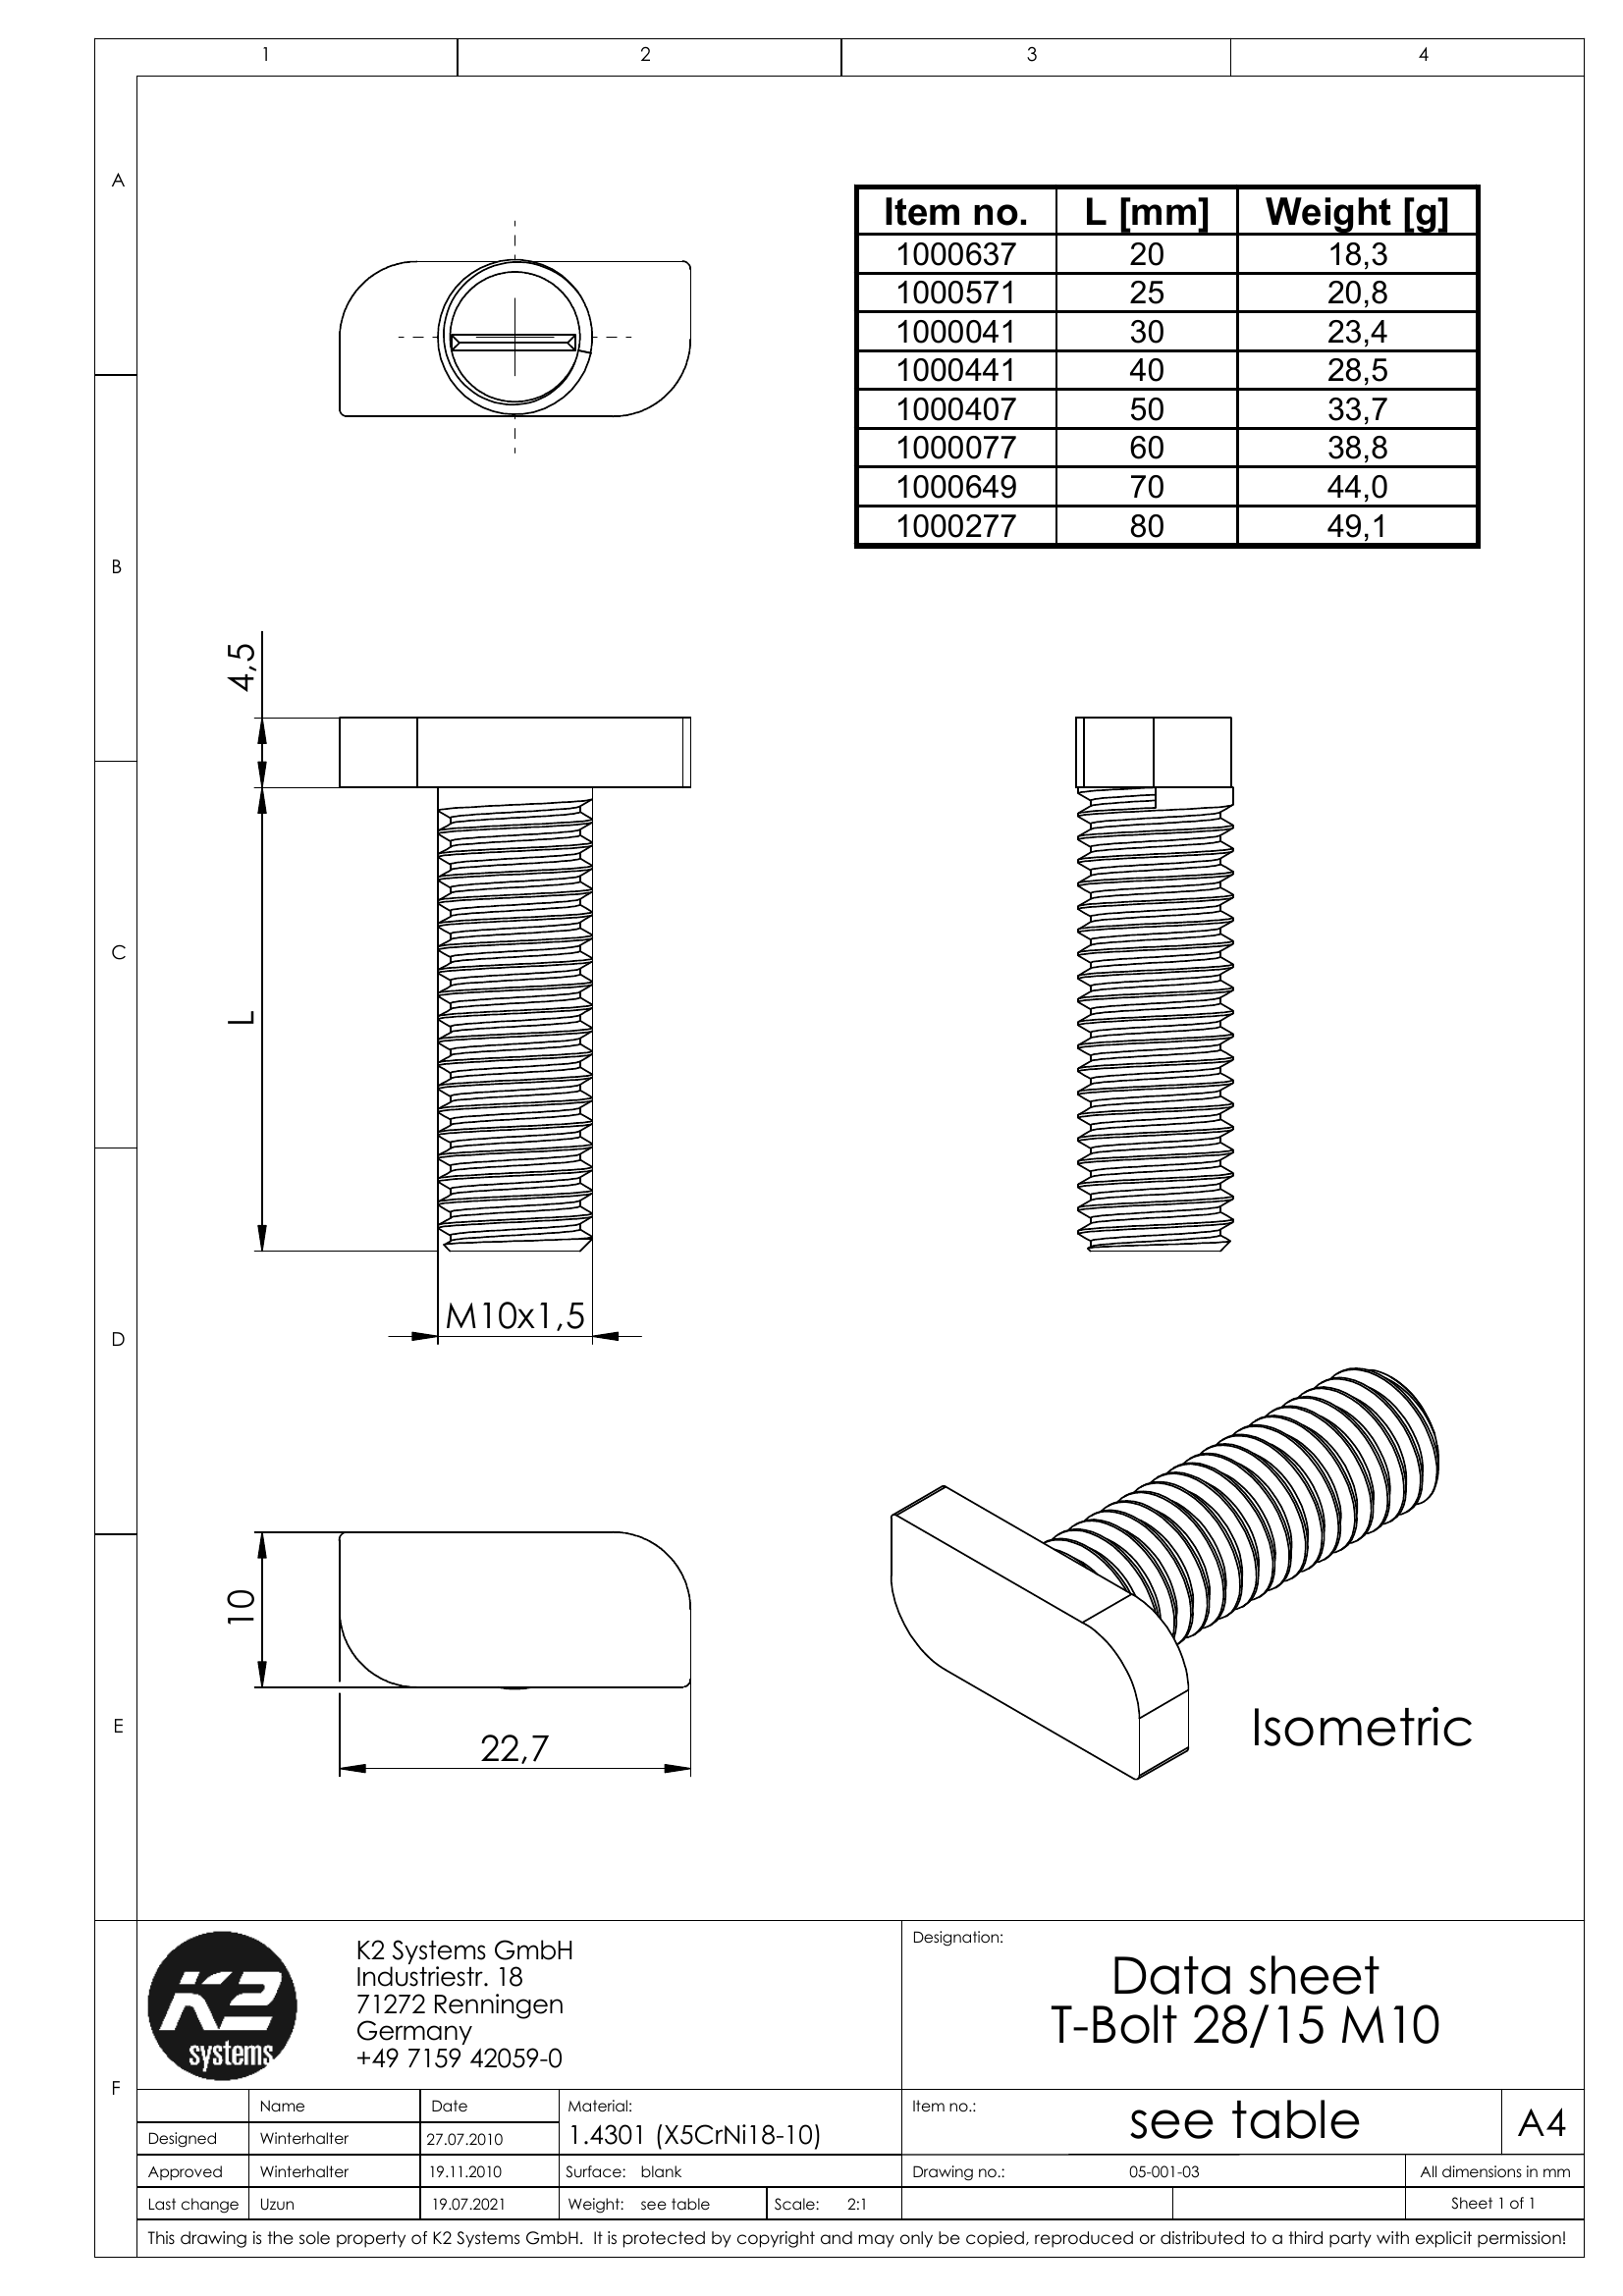 1 2 3 4
A
Item no. L [mm] Weight [g]
1000637 20 18,3
1000571 25 20,8
1000041 30 23,4
1000441 40 28,5
1000407 50 33,7
1000077 60 38,8
1000649 70 44,0
1000277 80 49,1
B
4,5
C
L
M10x1,5
D
10
22,7
E
Isometric
F
K2 systems
K2 Systems GmbH
Industriestr. 18
71272 Renningen
Germany
+49 7159 42059-0
Designation:
Data sheet
T-Bolt 28/15 M10
Name Date Material: Item no.: see table A4
Designed Winterhalter 27.07.2010 1.4301 (X5CrNi18-10)
Approved Winterhalter 19.11.2010 Surface: blank Drawing no.: 05-001-03 All dimensions in mm
Last change Uzun 19.07.2021 Weight: see table Scale: 2:1 Sheet 1 of 1
This drawing is the sole property of K2 Systems GmbH. It is protected by copyright and may only be copied, reproduced or distributed to a third party with explicit permission!